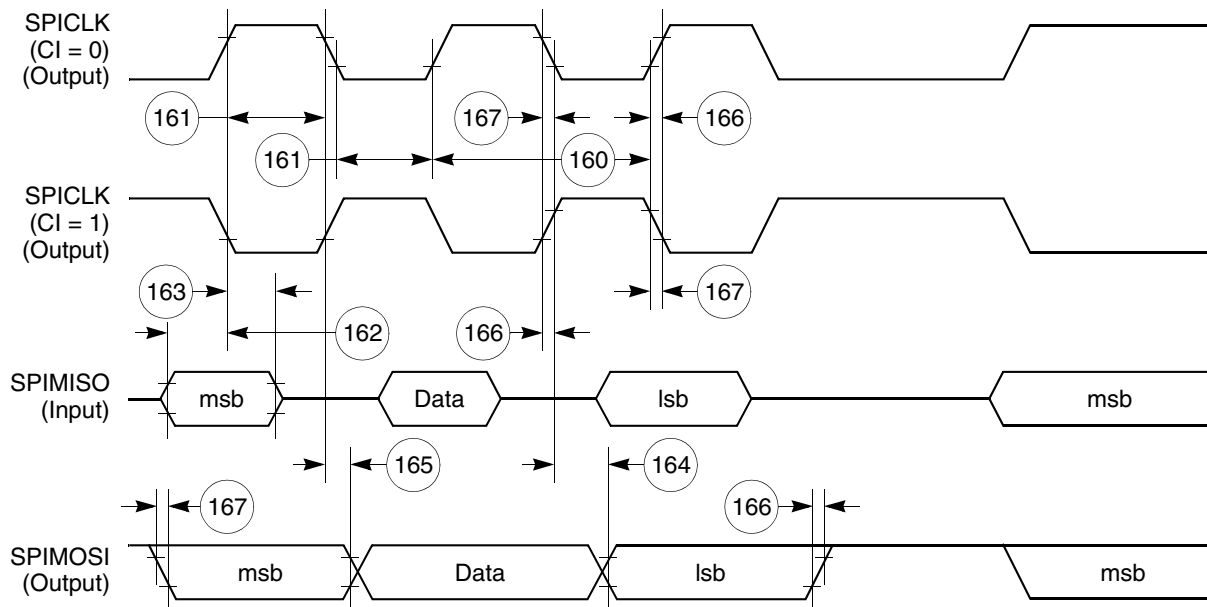 SPICLK
(CI = 0)
(Output)
161
167
166
161
160
SPICLK
(CI = 1)
(Output)
163
167
162
166
SPIMISO
(Input)
msb
Data
lsb
msb
165
164
167
166
SPIMOSI
(Output)
msb
Data
lsb
msb